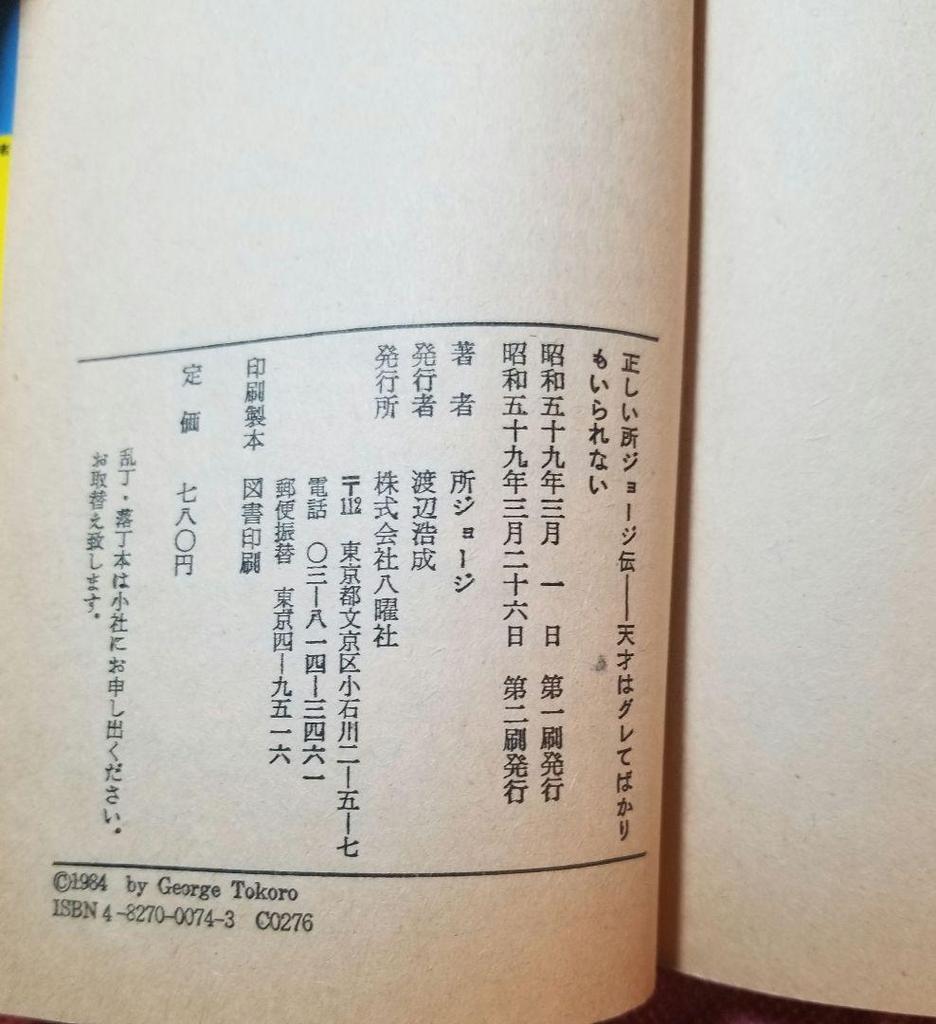 正しい所ジョージ伝――天才はグレてばかり
もいられない
昭和五十九年三月 一 日 第一刷発行
昭和五十九年三月二十六日 第二刷発行
著 者 所ジョージ
発行者 渡辺浩成
発行所 株式会社八曜社
〒112 東京都文京区小石川二―五―七
電話 〇三―八一四―三四六一
郵便振替 東京四―九五一六
印刷製本 図書印刷
定 価 七八〇円
乱丁・落丁本は小社にお申し出ください。
お取替え致します。
©1984 by George Tokoro
ISBN4-8270-0074-3 C0276